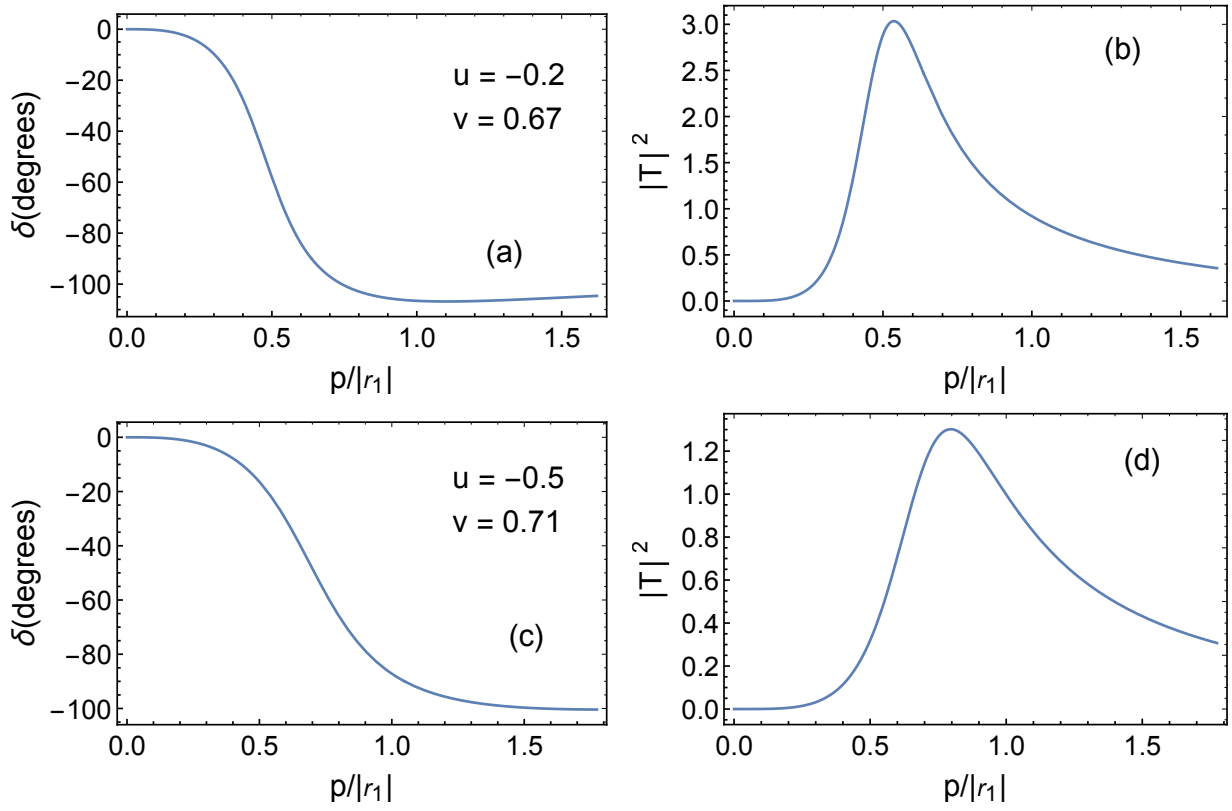 0
−20
−40
−60
−80
−100
δ(degrees)
u = −0.2
v = 0.67
(a)
0.0 0.5 1.0 1.5
p/|r₁|
3.0
2.5
2.0
1.5
1.0
0.5
0.0
|T|²
(b)
0.0 0.5 1.0 1.5
p/|r₁|
0
−20
−40
−60
−80
−100
δ(degrees)
u = −0.5
v = 0.71
(c)
0.0 0.5 1.0 1.5
p/|r₁|
1.2
1.0
0.8
0.6
0.4
0.2
0.0
|T|²
(d)
0.0 0.5 1.0 1.5
p/|r₁|